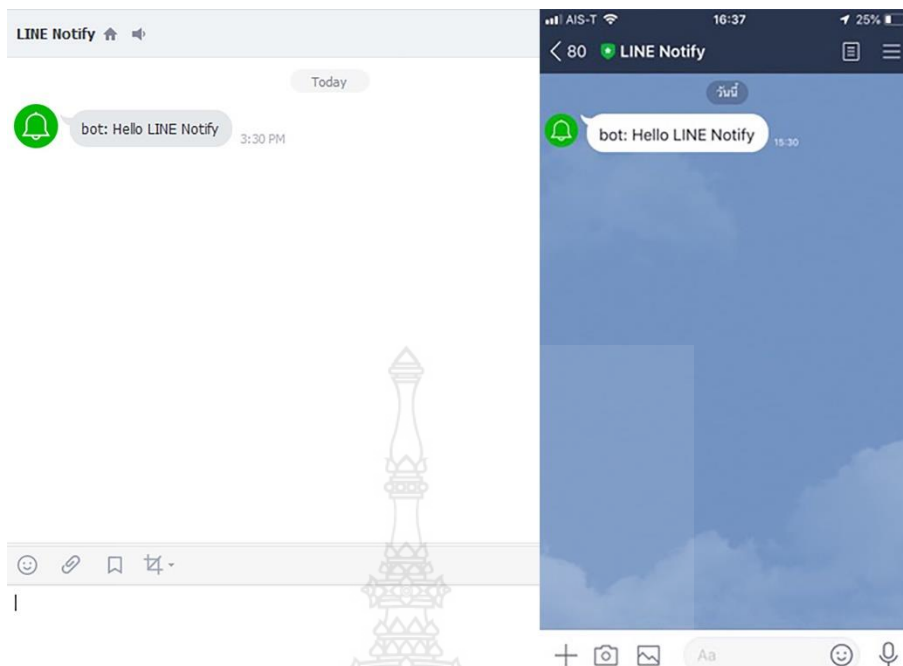 LINE Notify
Today
bot: Hello LINE Notify
3:30 PM
AIS-T
16:37
25%
80
LINE Notify
วันนี้
bot: Hello LINE Notify
15:30
Aa